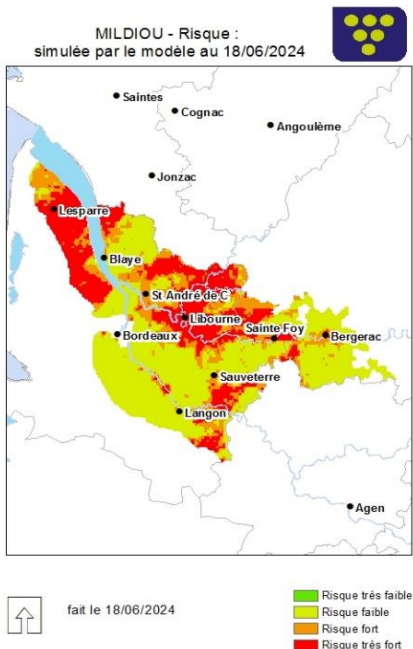 MILDIOU - Risque :
simulée par le modèle au 18/06/2024
Saintes
Cognac
Angoulème
Jonzac
Lesparre
Blaye
St André de C
Libourne
Sainte Foy
Bergerac
Bordeaux
Sauveterre
Langon
Agen
fait le 18/06/2024
Risque très faible
Risque faible
Risque fort
Risque très fort